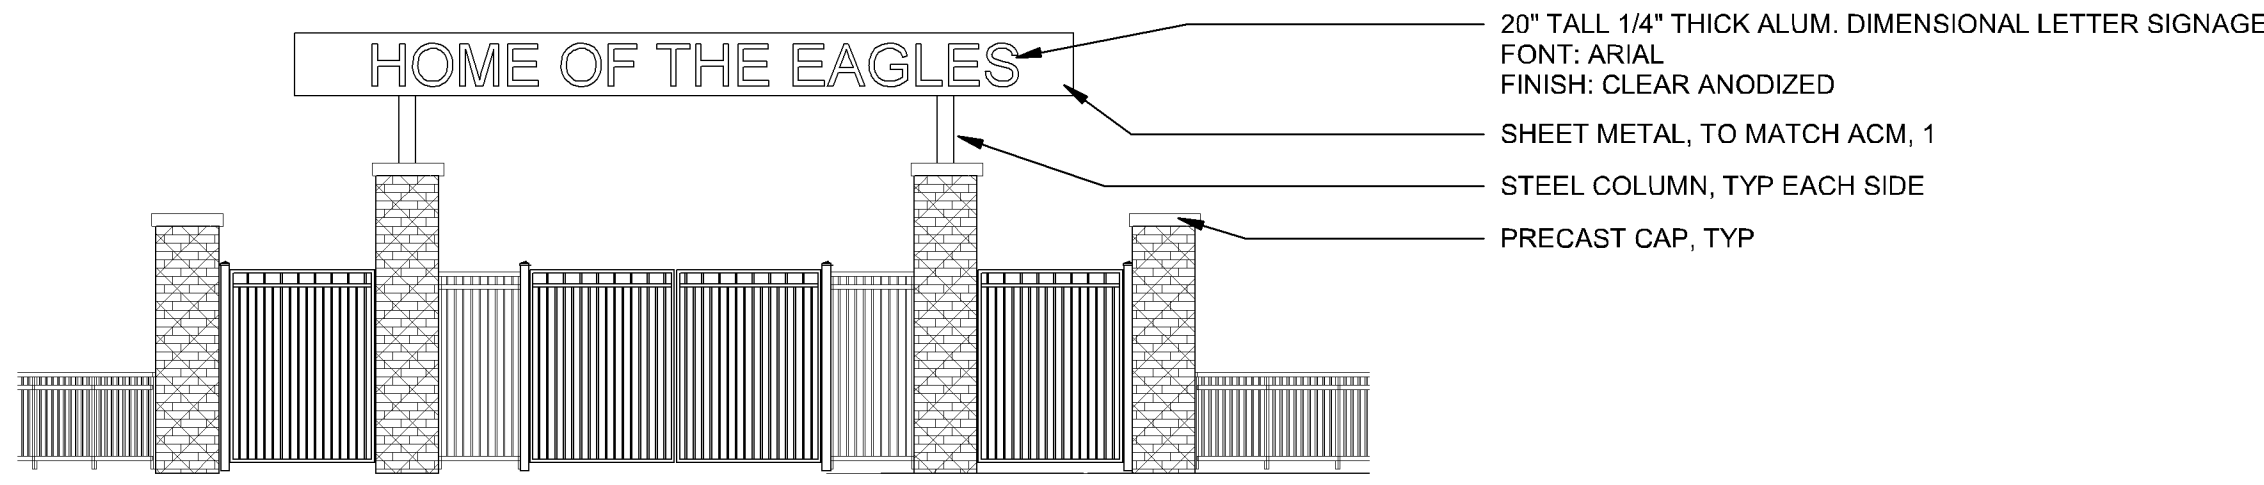 HOME OF THE EAGLES
20" TALL 1/4" THICK ALUM. DIMENSIONAL LETTER SIGNAGE
FONT: ARIAL
FINISH: CLEAR ANODIZED
SHEET METAL, TO MATCH ACM, 1
STEEL COLUMN, TYP EACH SIDE
PRECAST CAP, TYP